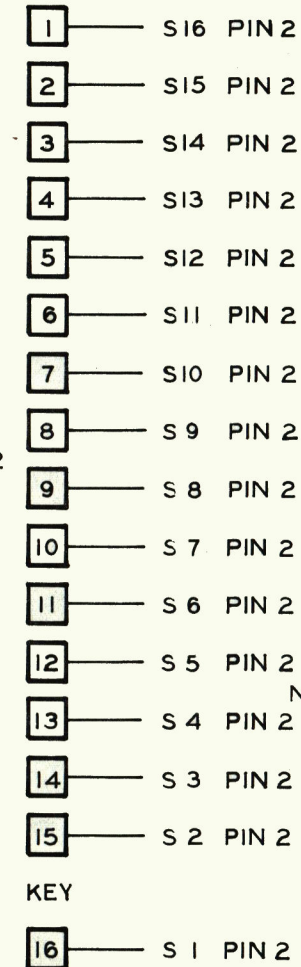 1 S16 PIN 2
2 S15 PIN 2
3 S14 PIN 2
4 S13 PIN 2
5 S12 PIN 2
6 S11 PIN 2
7 S10 PIN 2
8 S 9 PIN 2
9 S 8 PIN 2
10 S 7 PIN 2
11 S 6 PIN 2
12 S 5 PIN 2
13 S 4 PIN 2
14 S 3 PIN 2
15 S 2 PIN 2
KEY
16 S 1 PIN 2